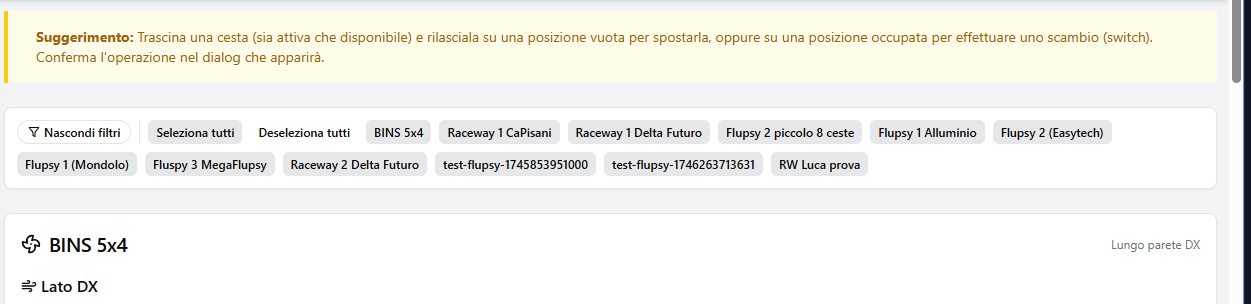 Suggerimento: Trascina una cesta (sia attiva che disponibile) e rilasciala su una posizione vuota per spostarla, oppure su una posizione occupata per effettuare uno scambio (switch).
Conferma l'operazione nel dialog che apparirà.
Nascondi filtri Seleziona tutti Deseleziona tutti BINS 5x4 Raceway 1 CaPisani Raceway 1 Delta Futuro Flupsy 2 piccolo 8 ceste Flupsy 1 Alluminio Flupsy 2 (Easytech)
Flupsy 1 (Mondolo) Fluspy 3 MegaFlupsy Raceway 2 Delta Futuro test-flupsy-1745853951000 test-flupsy-1746263713631 RW Luca prova
BINS 5x4 Lungo parete DX
Lato DX